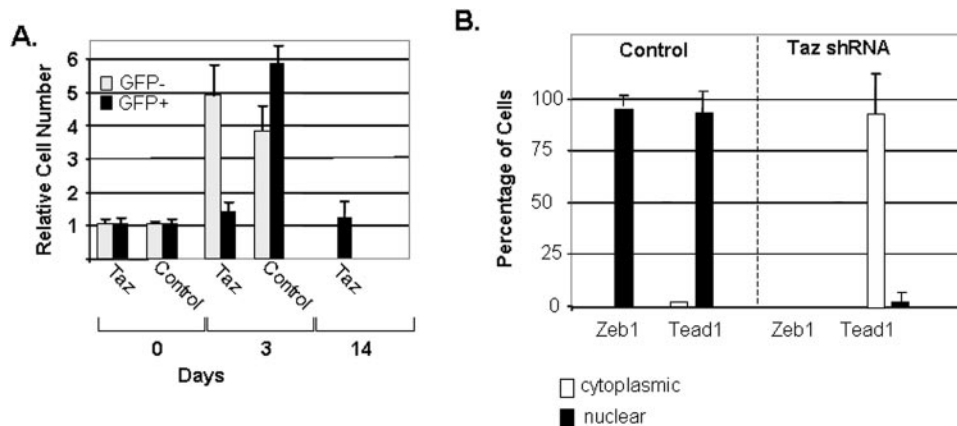 A.
Relative Cell Number
6
5
4
3
2
1
GFP-
GFP+
Taz
Control
Taz
Control
Taz
0
3
14
Days
B.
Control
Taz shRNA
Percentage of Cells
100
75
50
25
0
Zeb1
Tead1
Zeb1
Tead1
cytoplasmic
nuclear